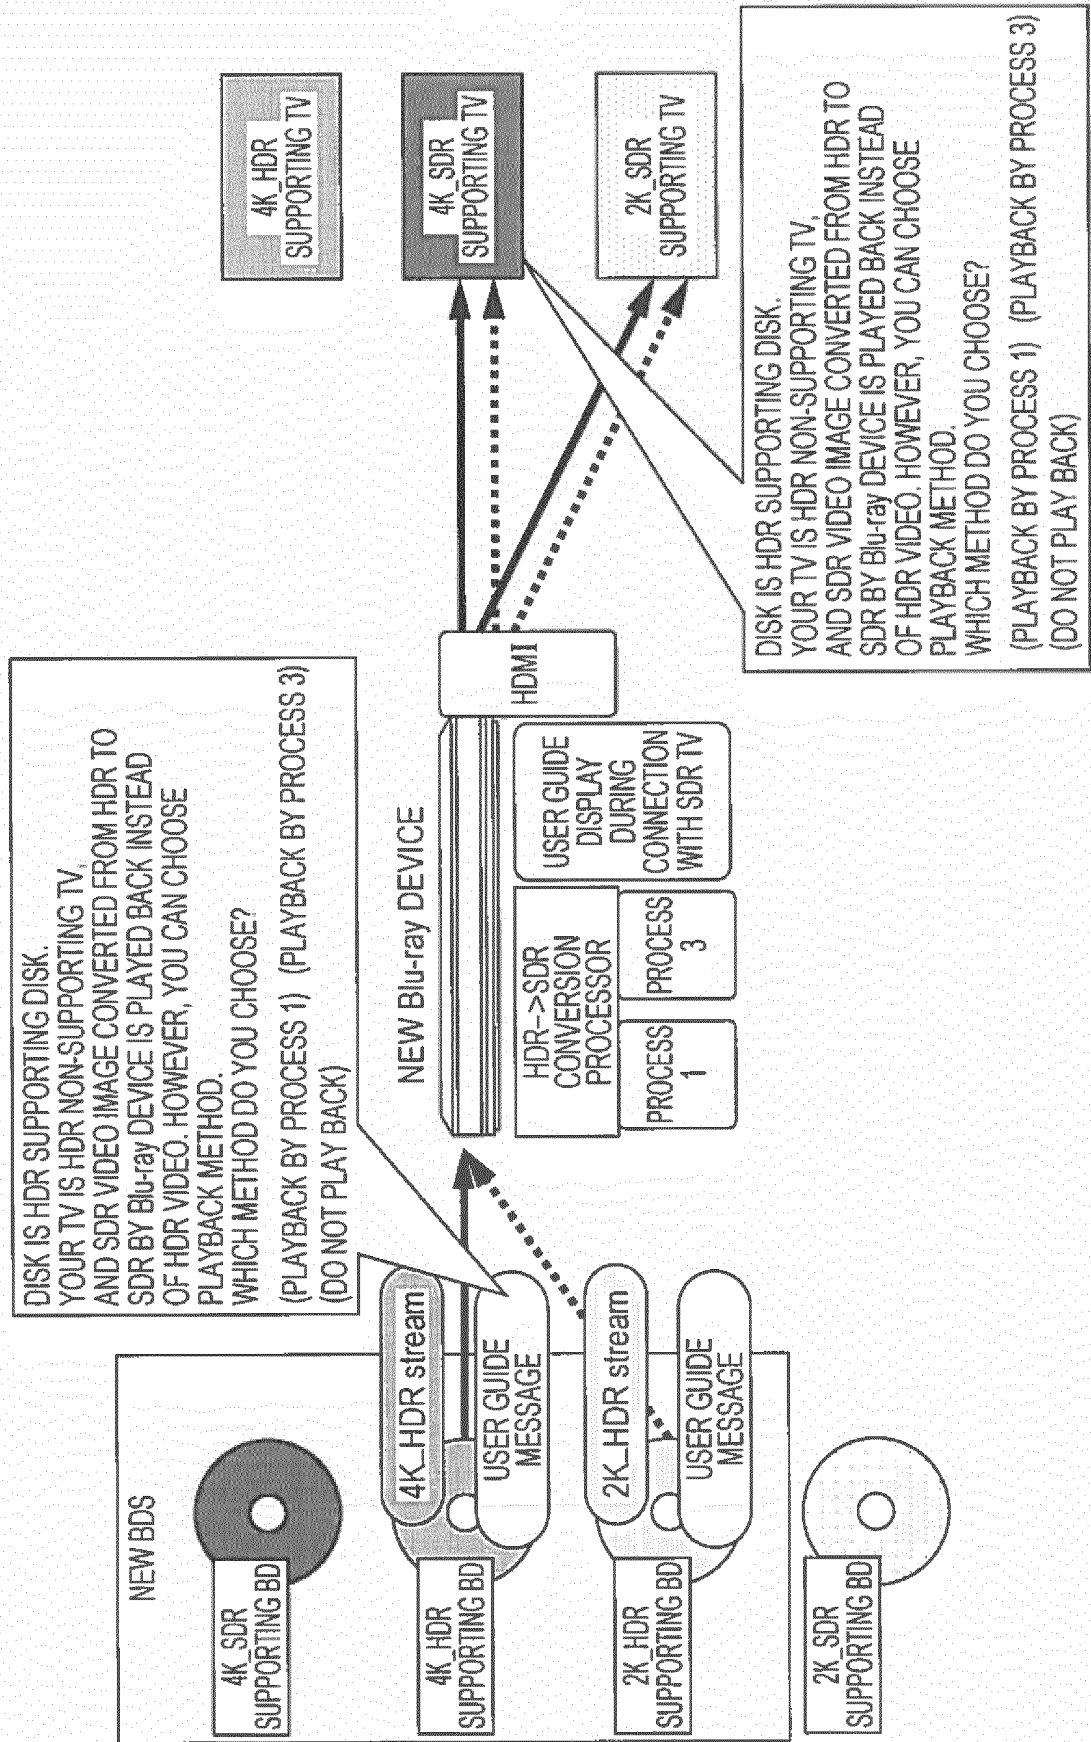 NEW BDS
4K_SDR
SUPPORTING BD
4K_HDR
SUPPORTING BD
4K_HDR stream
USER GUIDE
MESSAGE
2K_HDR
SUPPORTING BD
2K_HDR stream
USER GUIDE
MESSAGE
2K_SDR
SUPPORTING BD
DISK IS HDR SUPPORTING DISK.
YOUR TV IS HDR NON-SUPPORTING TV,
AND SDR VIDEO IMAGE CONVERTED FROM HDR TO
SDR BY Blu-ray DEVICE IS PLAYED BACK INSTEAD
OF HDR VIDEO. HOWEVER, YOU CAN CHOOSE
PLAYBACK METHOD.
WHICH METHOD DO YOU CHOOSE?
(PLAYBACK BY PROCESS 1) (PLAYBACK BY PROCESS 3)
(DO NOT PLAY BACK)
NEW Blu-ray DEVICE
HDR->SDR
CONVERSION
PROCESSOR
PROCESS
1
PROCESS
3
USER GUIDE
DISPLAY
DURING
CONNECTION
WITH SDR TV
HDMI
4K_HDR
SUPPORTING TV
4K_SDR
SUPPORTING TV
2K_SDR
SUPPORTING TV
DISK IS HDR SUPPORTING DISK.
YOUR TV IS HDR NON-SUPPORTING TV,
AND SDR VIDEO IMAGE CONVERTED FROM HDR TO
SDR BY Blu-ray DEVICE IS PLAYED BACK INSTEAD
OF HDR VIDEO. HOWEVER, YOU CAN CHOOSE
PLAYBACK METHOD.
WHICH METHOD DO YOU CHOOSE?
(PLAYBACK BY PROCESS 1) (PLAYBACK BY PROCESS 3)
(DO NOT PLAY BACK)